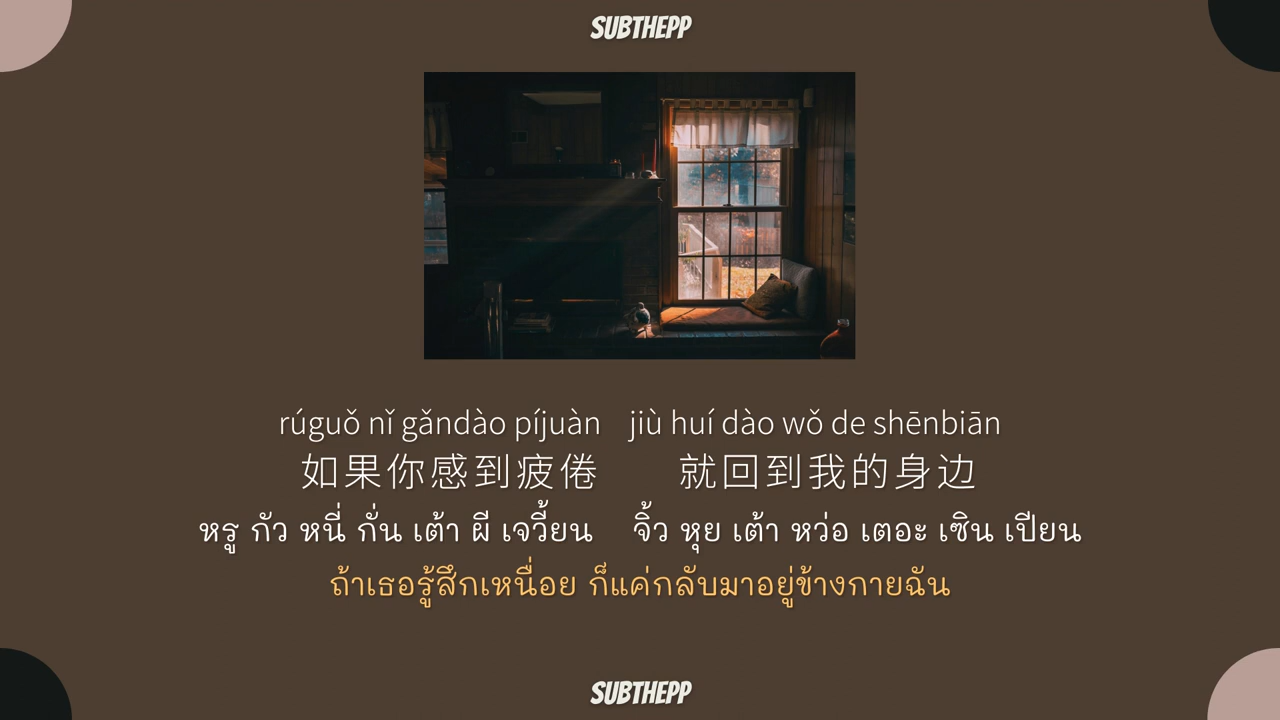 SUBTHEPP
rúguǒ nǐ gǎndào píjuàn jiù huí dào wǒ de shēnbiān
如果你感到疲倦 就回到我的身边
หรู กัว หนี่ กั่น เต้า ผี เจวี้ยน จิ้ว หุย เต้า หว่อ เตอะ เซิน เปียน
ถ้าเธอรู้สึกเหนื่อย ก็แค่กลับมาอยู่ข้างกายฉัน
SUBTHEPP